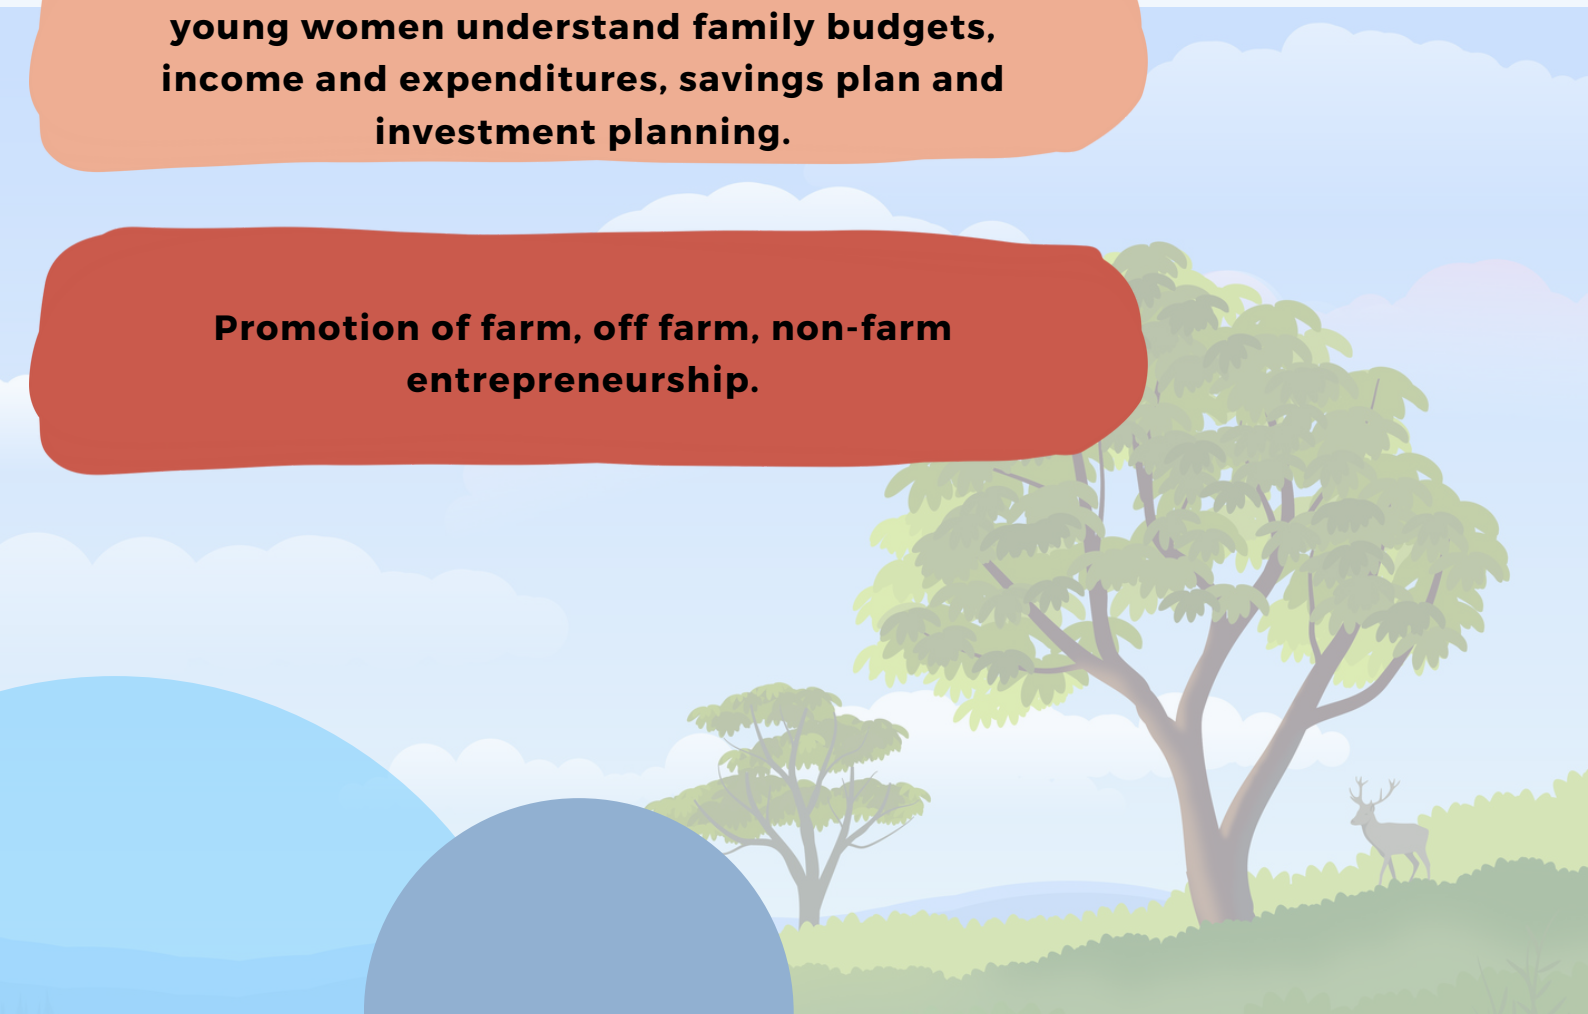 young women understand family budgets,
income and expenditures, savings plan and
investment planning.
Promotion of farm, off farm, non-farm
entrepreneurship.